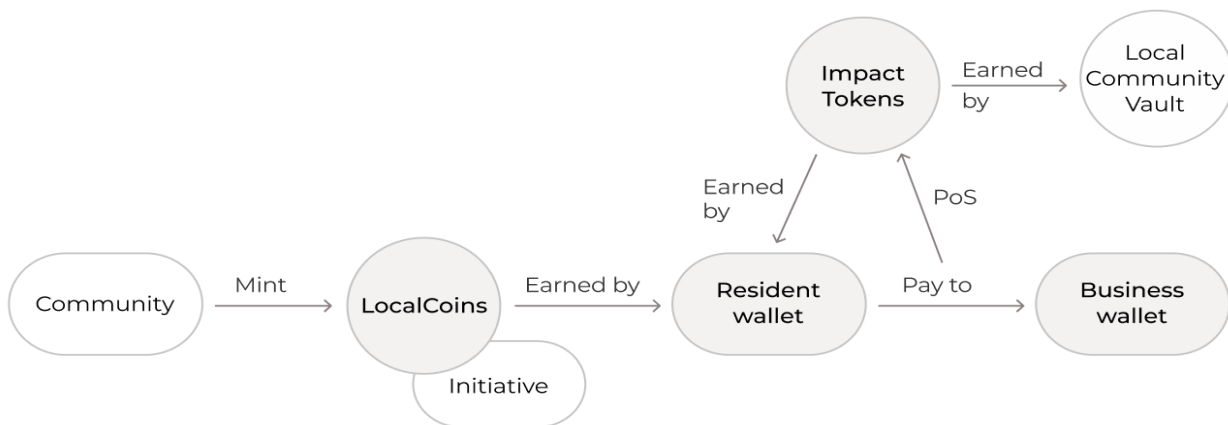 Impact
Tokens
Earned
by
Local
Community
Vault
Earned
by
PoS
Community
Mint
LocalCoins
Earned by
Resident
wallet
Pay to
Business
wallet
Initiative